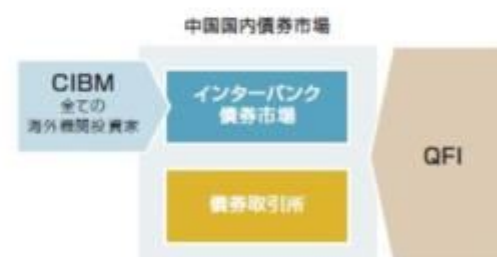 中国国内債券市場
CIBM
全ての
海外機関投資家
インターバンク
債券市場
債券取引所
QFI